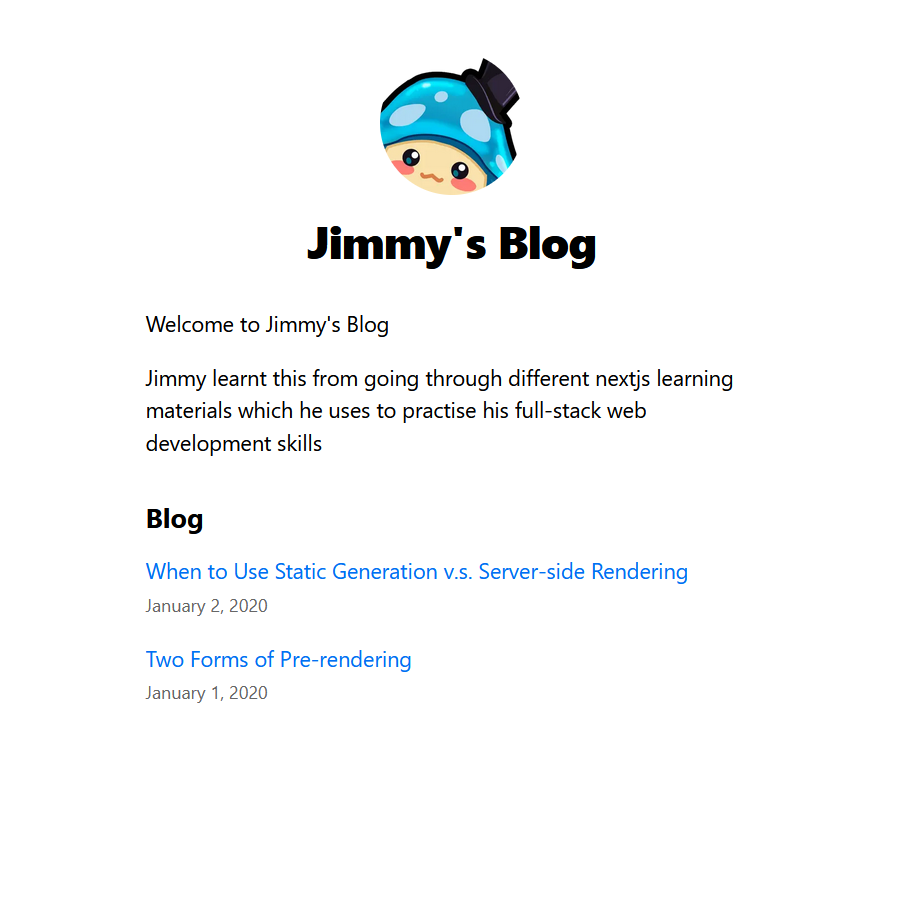 Jimmy's Blog
Welcome to Jimmy's Blog
Jimmy learnt this from going through different nextjs learning
materials which he uses to practise his full-stack web
development skills
Blog
When to Use Static Generation v.s. Server-side Rendering
January 2, 2020
Two Forms of Pre-rendering
January 1, 2020